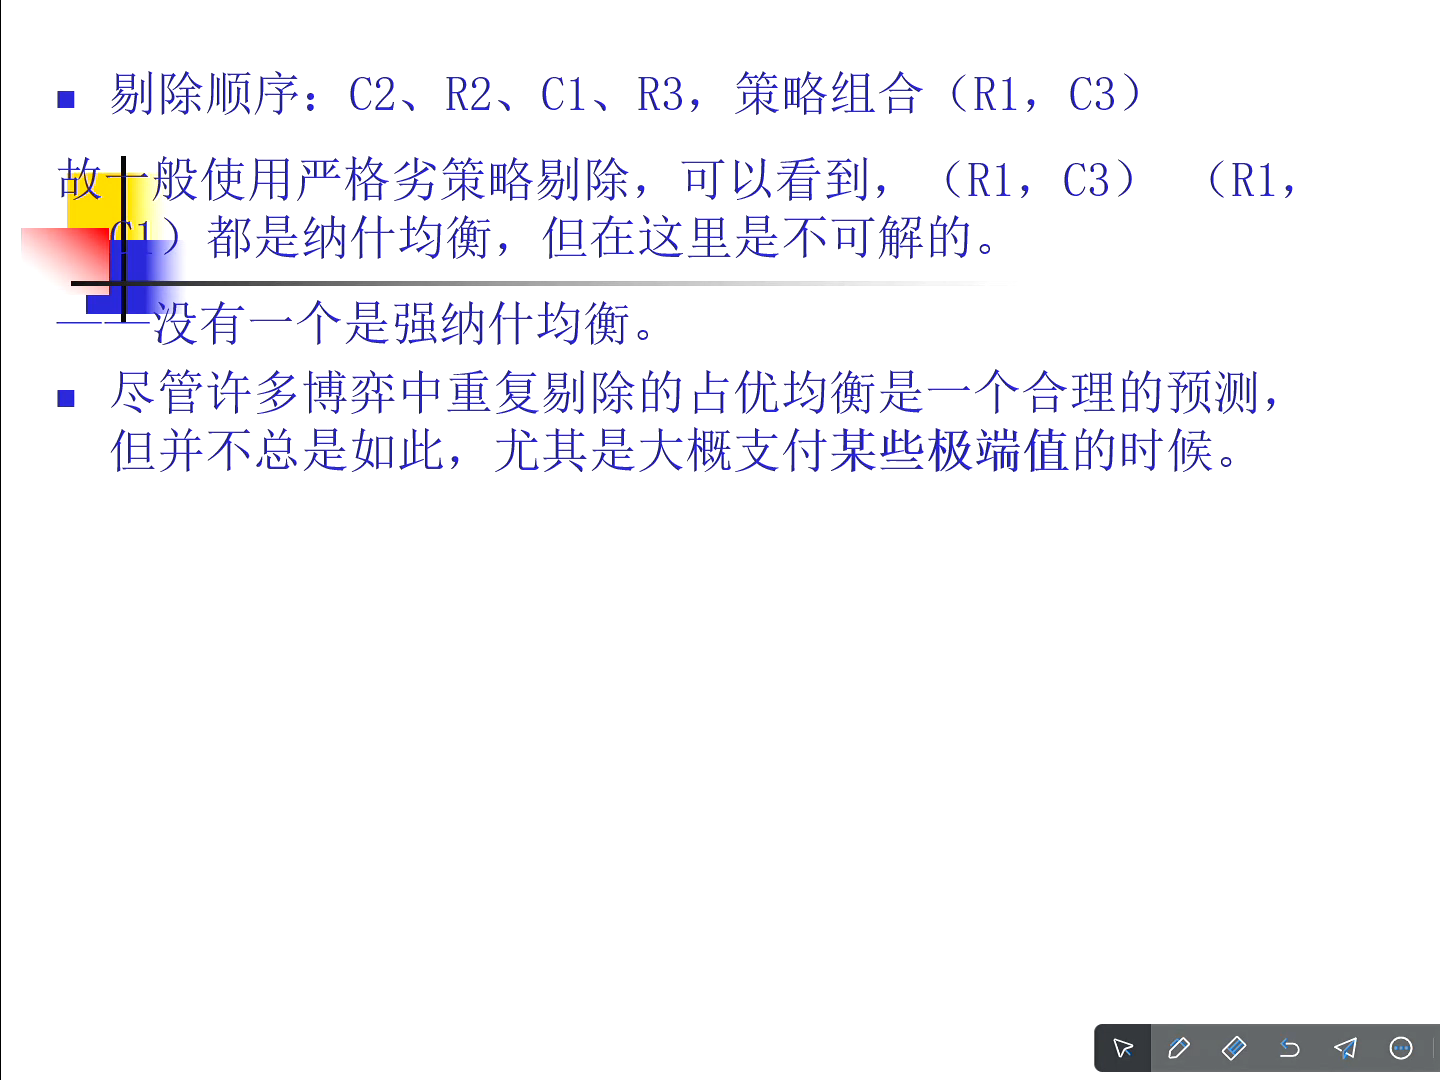 剔除顺序：C2、R2、C1、R3，策略组合（R1，C3）
故一般使用严格劣策略剔除，可以看到，（R1，C3） （R1，
C1）都是纳什均衡，但在这里是不可解的。
——没有一个是强纳什均衡。
尽管许多博弈中重复剔除的占优均衡是一个合理的预测，
但并不总是如此，尤其是大概支付某些极端值的时候。